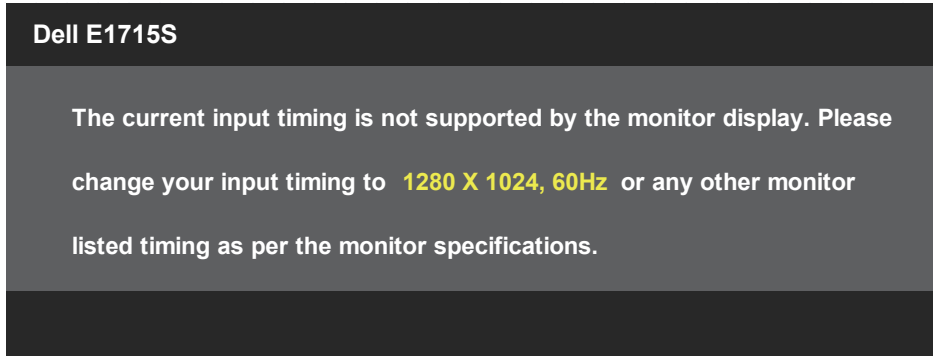 Dell E1715S
The current input timing is not supported by the monitor display. Please
change your input timing to 1280 X 1024, 60Hz or any other monitor
listed timing as per the monitor specifications.